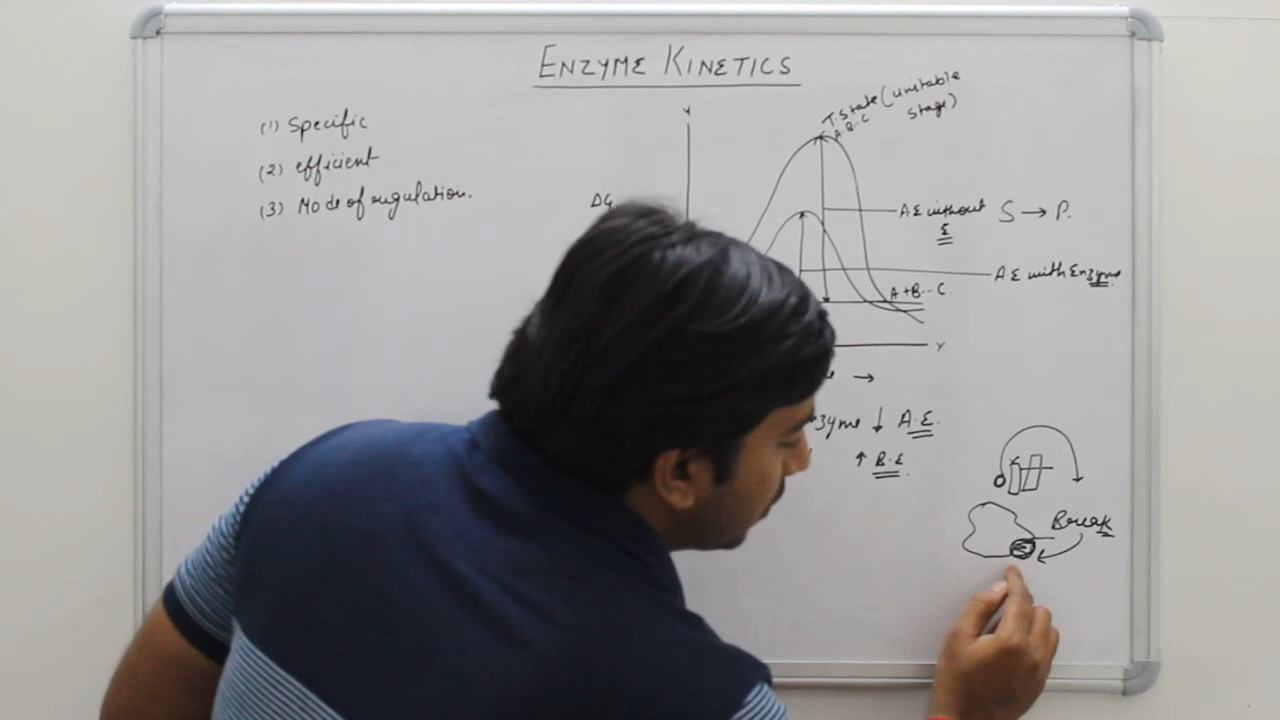 ENZYME KINETICS
(1) Specific
(2) efficient
(3) Mode of regulation.
Y
T.State (unstable
stage)
A..B..C
ΔG
A E without
E
S → P.
A E with Enzyme
A+B--C
Y
→
zyme ↓ A.E.
↑ B.E.
Break